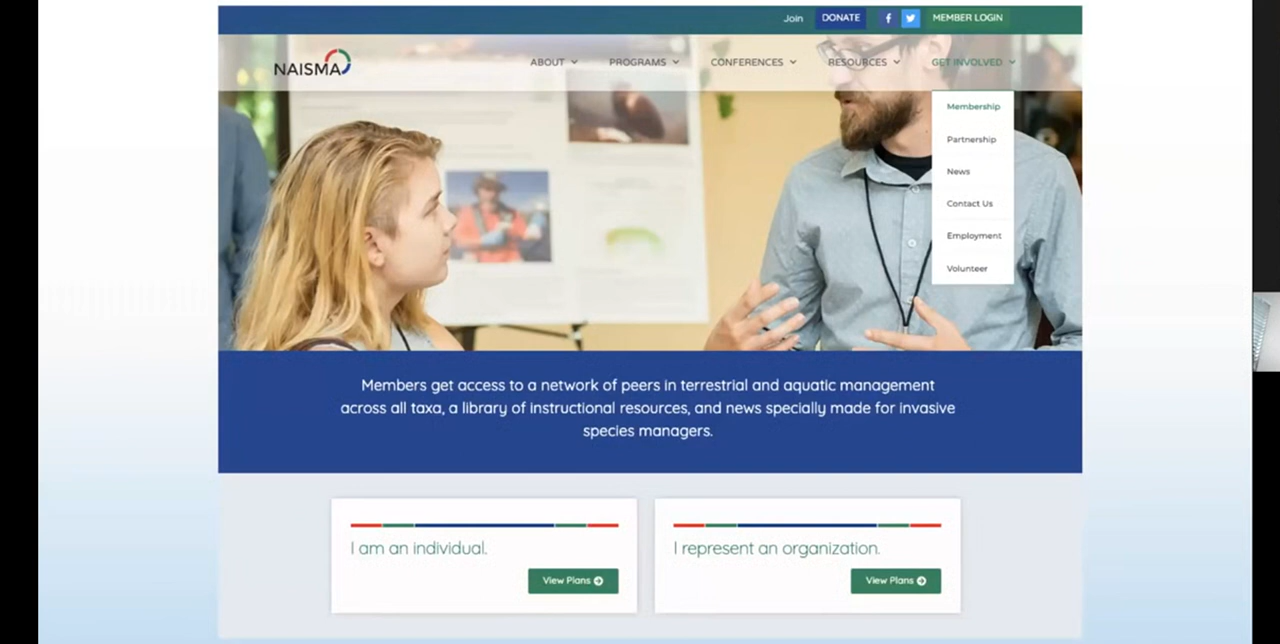 Join
DONATE
MEMBER LOGIN
NAISMA
ABOUT
PROGRAMS
CONFERENCES
RESOURCES
GET INVOLVED
Membership
Partnership
News
Contact Us
Employment
Volunteer
Members get access to a network of peers in terrestrial and aquatic management
across all taxa, a library of instructional resources, and news specially made for invasive
species managers.
I am an individual.
View Plans
I represent an organization.
View Plans